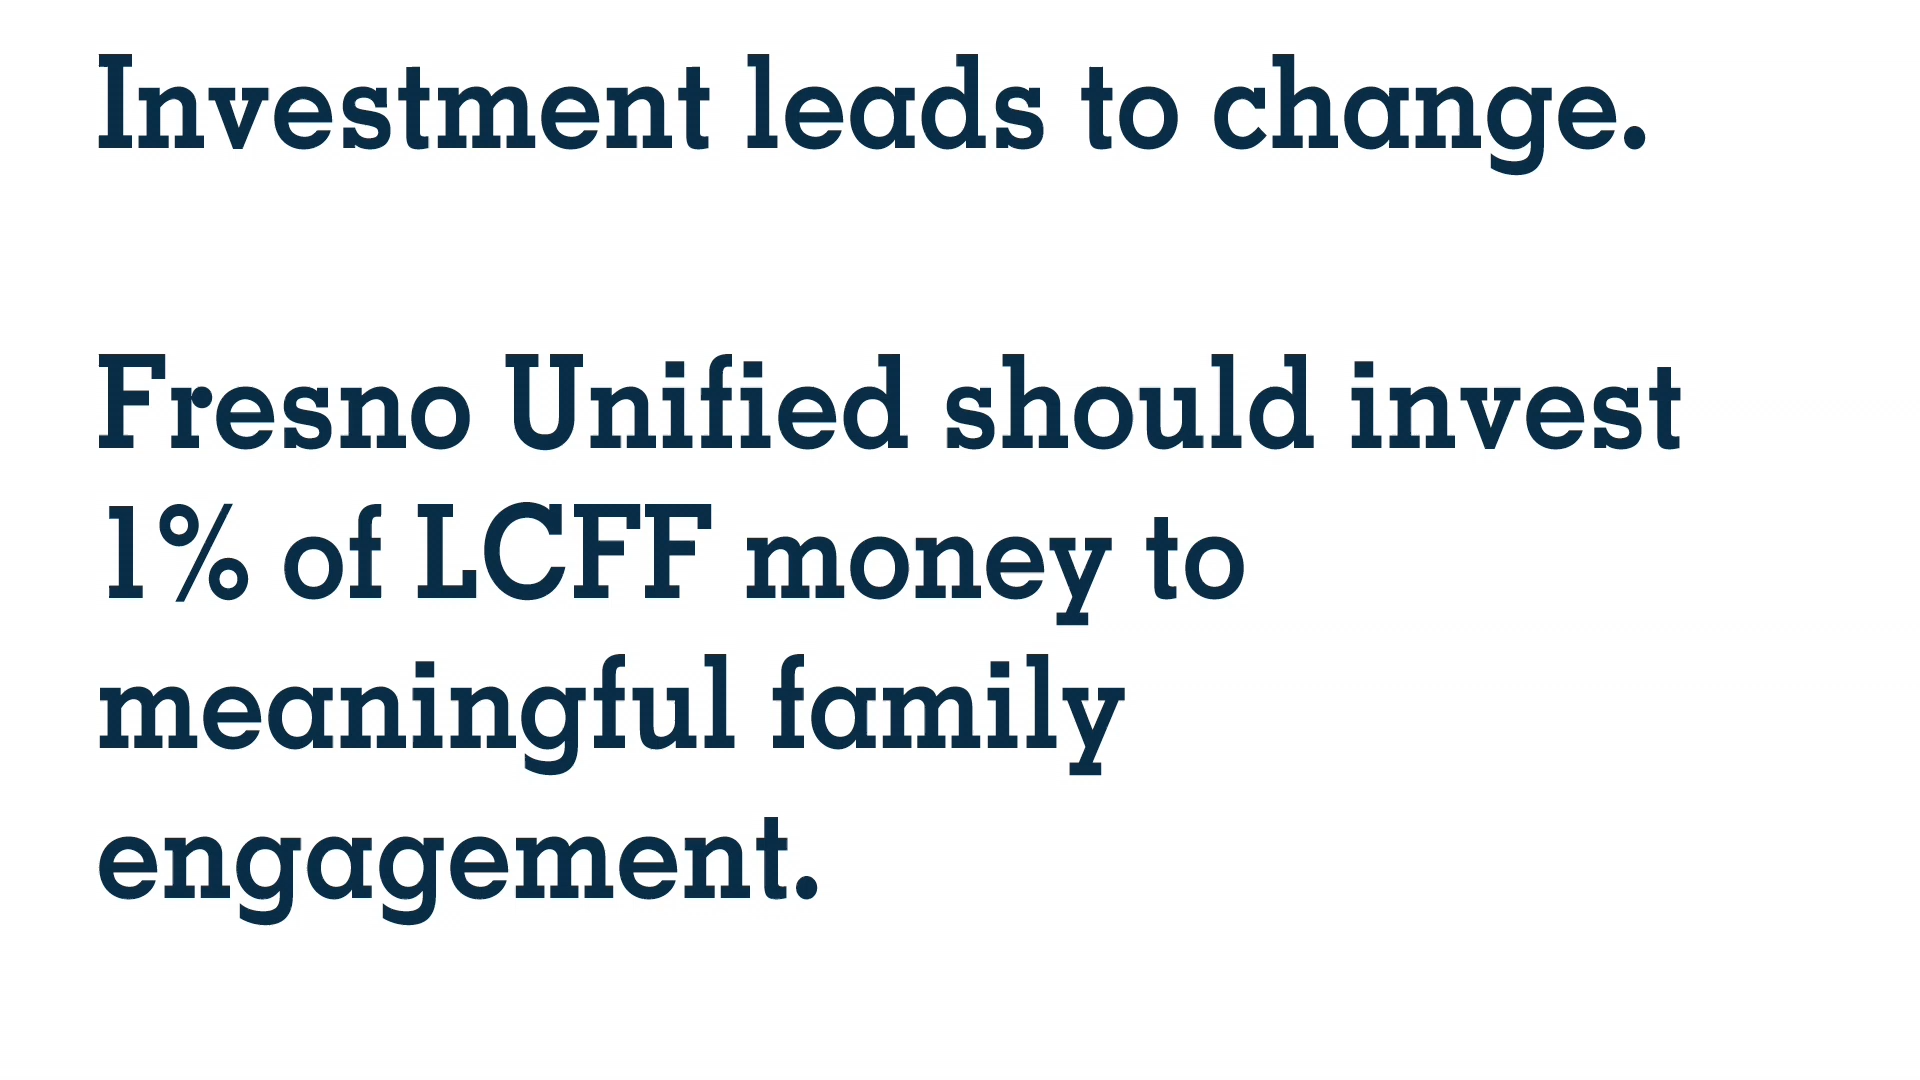 Investment leads to change.
Fresno Unified should invest
1% of LCFF money to
meaningful family
engagement.